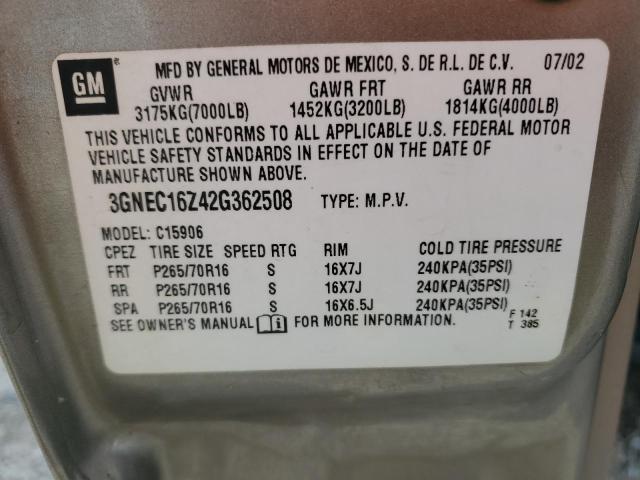 GM
MFD BY GENERAL MOTORS DE MEXICO, S. DE R.L. DE C.V. 07/02
GVWR GAWR FRT GAWR RR
3175KG(7000LB) 1452KG(3200LB) 1814KG(4000LB)
THIS VEHICLE CONFORMS TO ALL APPLICABLE U.S. FEDERAL MOTOR
VEHICLE SAFETY STANDARDS IN EFFECT ON THE DATE OF
MANUFACTURE SHOWN ABOVE.
3GNEC16Z42G362508 TYPE: M.P.V.
MODEL: C15906
CPEZ TIRE SIZE SPEED RTG RIM COLD TIRE PRESSURE
FRT P265/70R16 S 16X7J 240KPA(35PSI)
RR P265/70R16 S 16X7J 240KPA(35PSI)
SPA P265/70R16 S 16X6.5J 240KPA(35PSI)
SEE OWNER'S MANUAL FOR MORE INFORMATION.
F 142
T 385